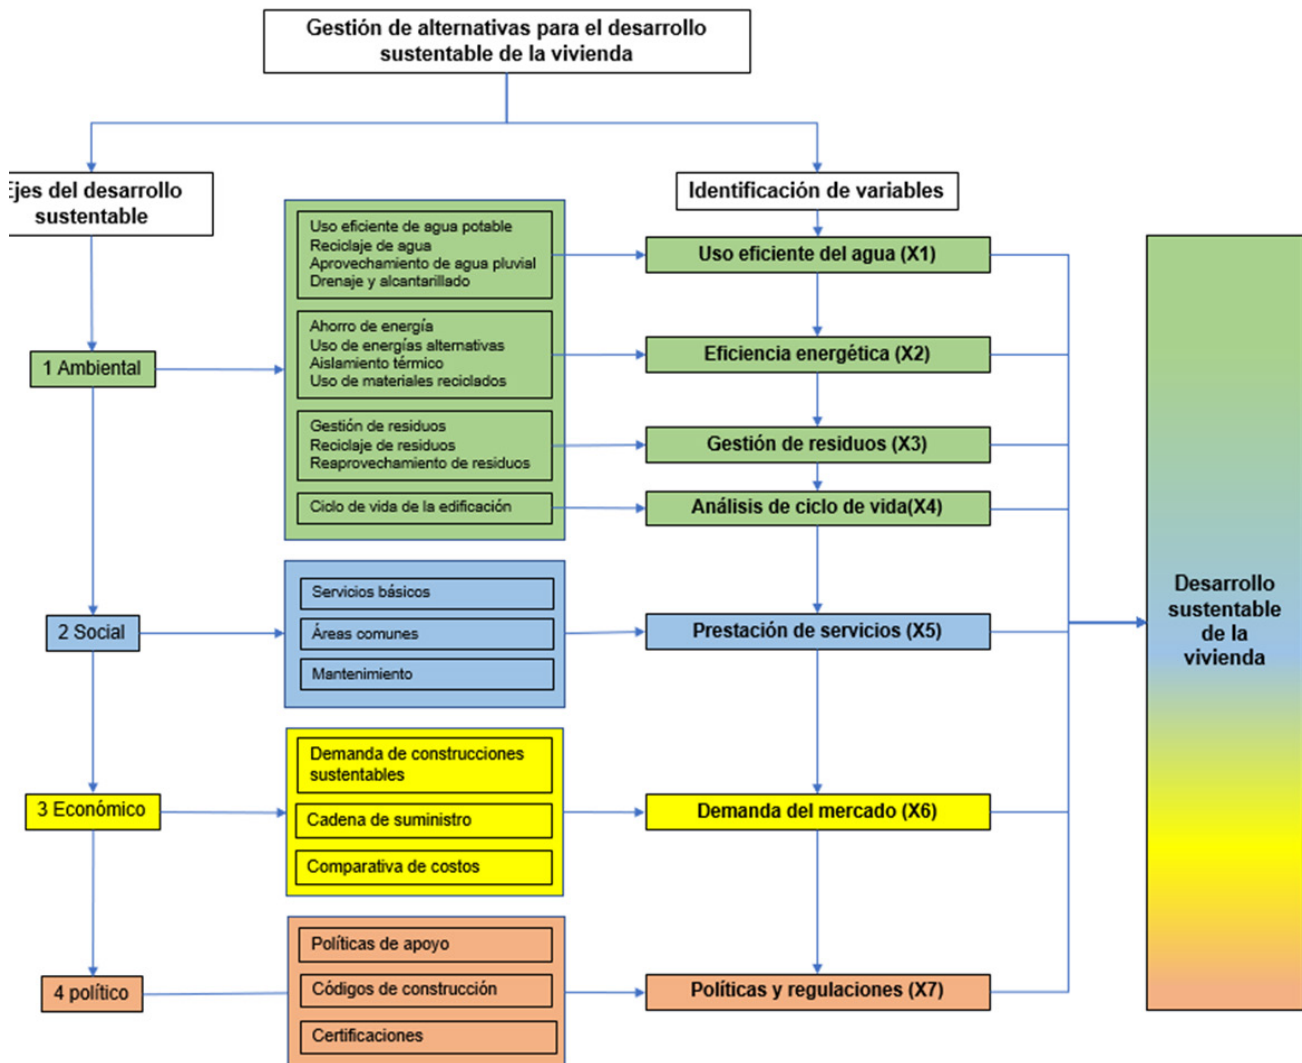 Gestión de alternativas para el desarrollo
sustentable de la vivienda
Ejes del desarrollo
sustentable
Identificación de variables
1 Ambiental
Uso eficiente de agua potable
Reciclaje de agua
Aprovechamiento de agua pluvial
Drenaje y alcantarillado
Uso eficiente del agua (X1)
Ahorro de energía
Uso de energías alternativas
Aislamiento térmico
Uso de materiales reciclados
Eficiencia energética (X2)
Gestión de residuos
Reciclaje de residuos
Reaprovechamiento de residuos
Gestión de residuos (X3)
Ciclo de vida de la edificación
Análisis de ciclo de vida(X4)
2 Social
Servicios básicos
Áreas comunes
Mantenimiento
Prestación de servicios (X5)
3 Económico
Demanda de construcciones
sustentables
Cadena de suministro
Comparativa de costos
Demanda del mercado (X6)
4 político
Políticas de apoyo
Códigos de construcción
Certificaciones
Políticas y regulaciones (X7)
Desarrollo
sustentable
de la
vivienda